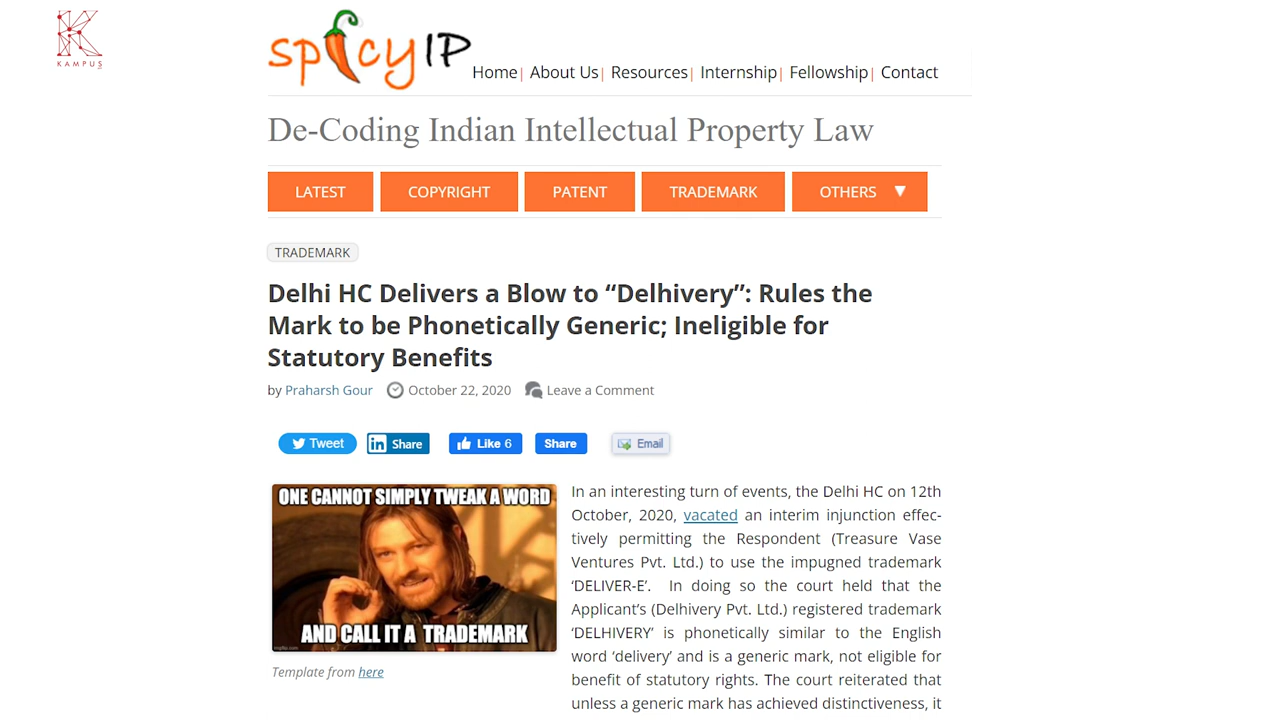 KAMPUS
spicy IP
Home| About Us| Resources| Internship| Fellowship| Contact
De-Coding Indian Intellectual Property Law
LATEST COPYRIGHT PATENT TRADEMARK OTHERS ▼
TRADEMARK
Delhi HC Delivers a Blow to “Delhivery”: Rules the
Mark to be Phonetically Generic; Ineligible for
Statutory Benefits
by Praharsh Gour October 22, 2020 Leave a Comment
Tweet Share Like 6 Share Email
ONE CANNOT SIMPLY TWEAK A WORD
AND CALL IT A TRADEMARK
imgflip.com
Template from here
In an interesting turn of events, the Delhi HC on 12th
October, 2020, vacated an interim injunction effec-
tively permitting the Respondent (Treasure Vase
Ventures Pvt. Ltd.) to use the impugned trademark
‘DELIVER-E’. In doing so the court held that the
Applicant’s (Delhivery Pvt. Ltd.) registered trademark
‘DELHIVERY’ is phonetically similar to the English
word ‘delivery’ and is a generic mark, not eligible for
benefit of statutory rights. The court reiterated that
unless a generic mark has achieved distinctiveness, it